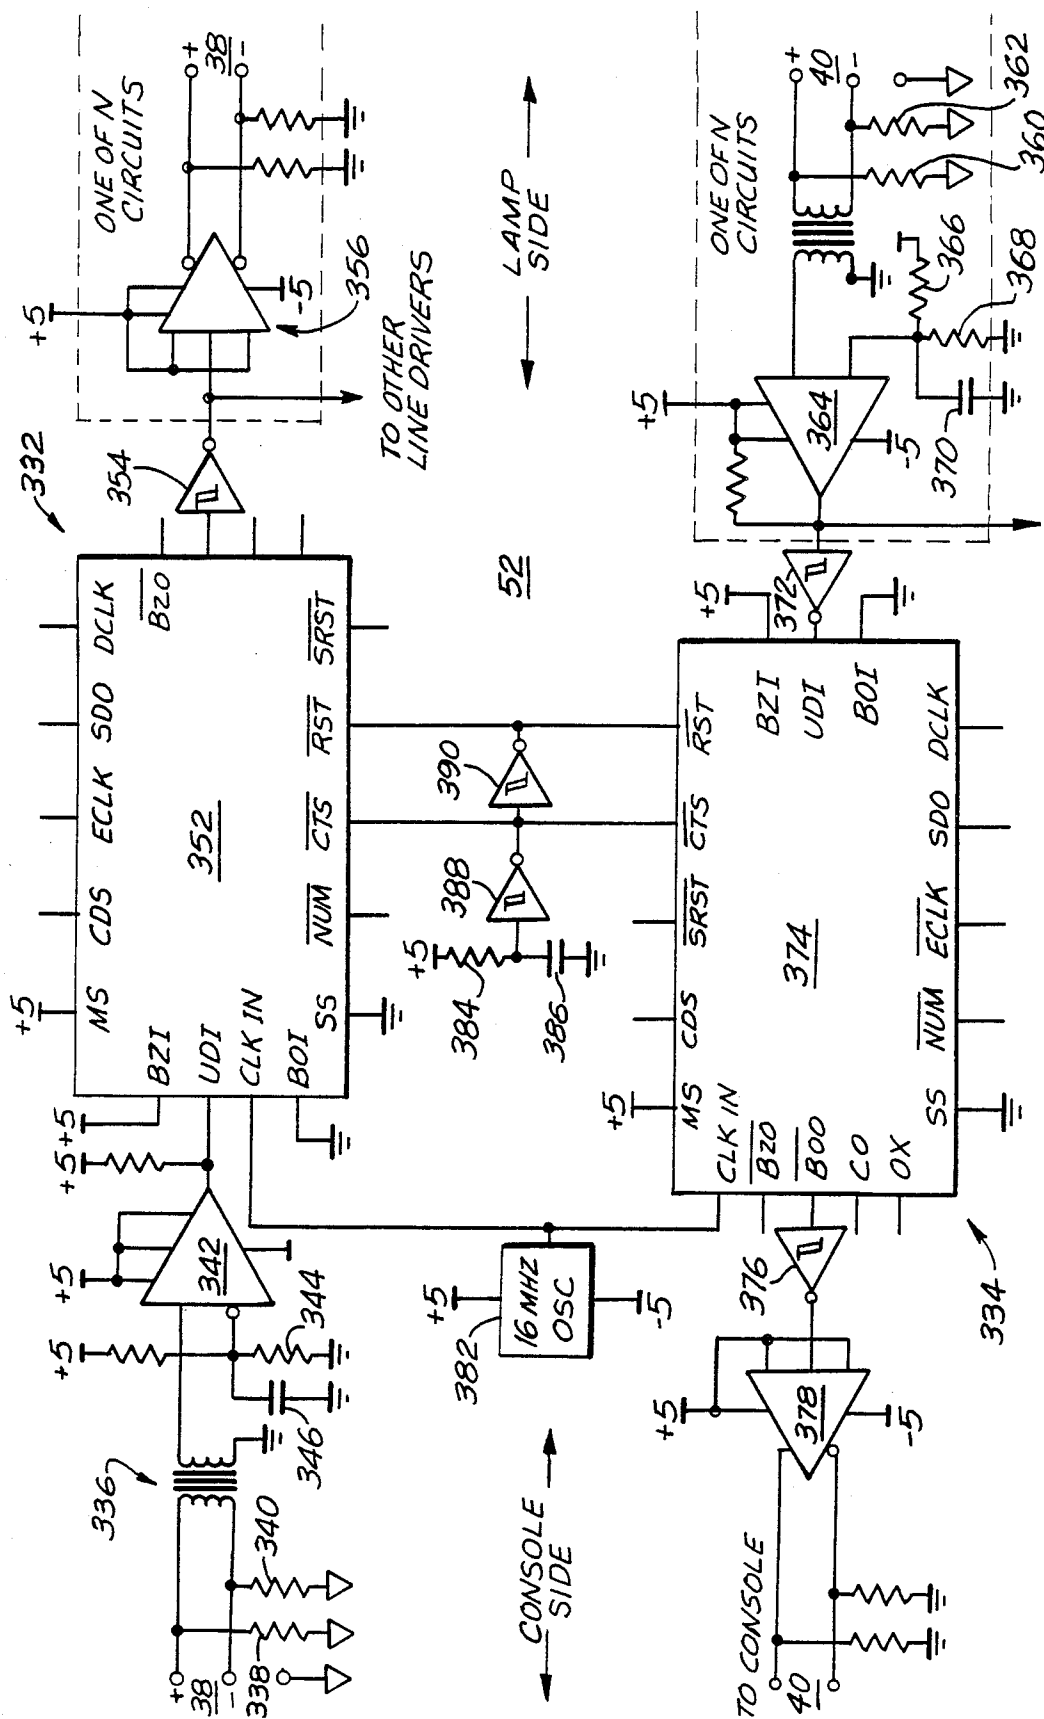 +5
ONE OF N
CIRCUITS
+
38
-
-5
356
TO OTHER
LINE DRIVERS
332
354
LAMP
SIDE
52
DCLK
SDO
ECLK
CDS
MS
+5
BZO
SRST
RST
CTS
NUM
SS
352
BZI
UDI
CLK IN
BOI
+5
+5
+5
342
+5
344
346
336
340
338
+
38
-
390
388
+5
384
386
+5
16 MHZ
OSC
-5
382
CONSOLE
SIDE
ONE OF N
CIRCUITS
+
40
-
362
360
366
368
370
+5
364
-5
372
+5
BZI
UDI
BOI
RST
CTS
SRST
CDS
MS
+5
374
DCLK
SDO
ECLK
NUM
SS
CLK IN
BZO
BOO
CO
OX
376
334
+5
378
-5
TO CONSOLE
40